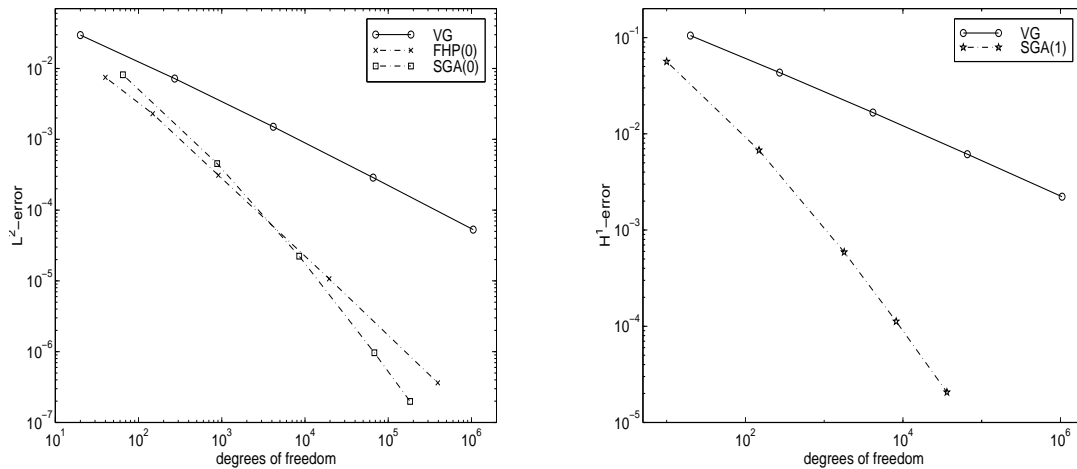 10^-2
10^-3
10^-4
10^-5
10^-6
10^-7
L^2-error
10^1
10^2
10^3
10^4
10^5
10^6
degrees of freedom
VG
FHP(0)
SGA(0)
10^-1
10^-2
10^-3
10^-4
10^-5
H^1-error
10^2
10^4
10^6
degrees of freedom
VG
SGA(1)